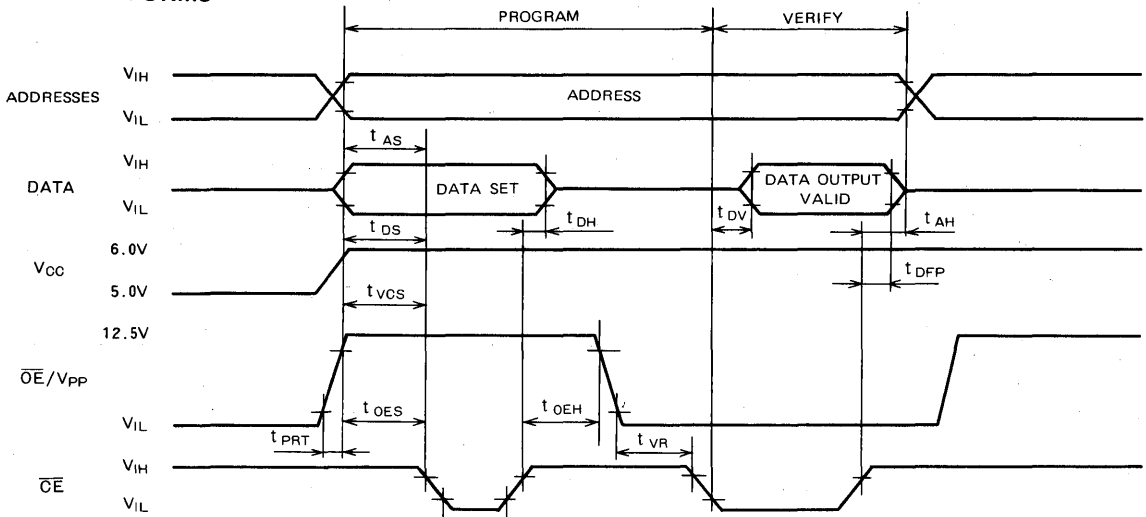 PROGRAM
VERIFY
ADDRESSES
VIH
VIL
ADDRESS
tAS
DATA
VIH
VIL
DATA SET
DATA OUTPUT
VALID
tDH
tDV
tAH
tDS
tDFP
VCC
6.0V
5.0V
tVCS
OE/VPP
12.5V
VIL
tOES
tOEH
tPRT
tVR
CE
VIH
VIL